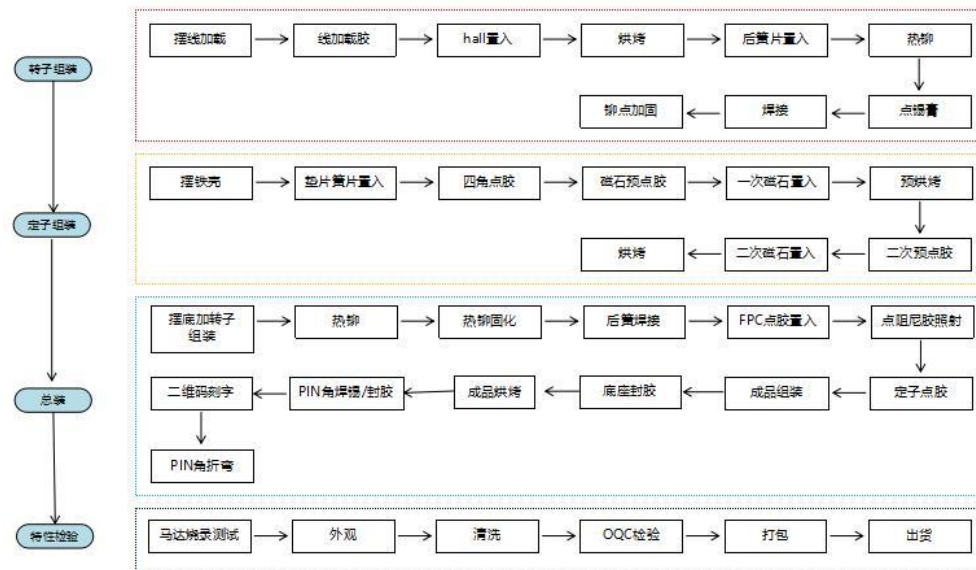 转子组装
摆线加载
线加载胶
hall置入
烘烤
后簧片置入
热铆
点锡膏
焊接
铆点加固
定子组装
摆铁壳
垫片簧片置入
四角点胶
磁石预点胶
一次磁石置入
预烘烤
二次预点胶
二次磁石置入
烘烤
总装
摆底加转子
组装
热铆
热铆固化
后簧焊接
FPC点胶置入
点阻尼胶照射
定子点胶
成品组装
底座封胶
成品烘烤
PIN角焊锡/封胶
二维码刻字
PIN角折弯
特性检验
马达烧录测试
外观
清洗
OQC检验
打包
出货